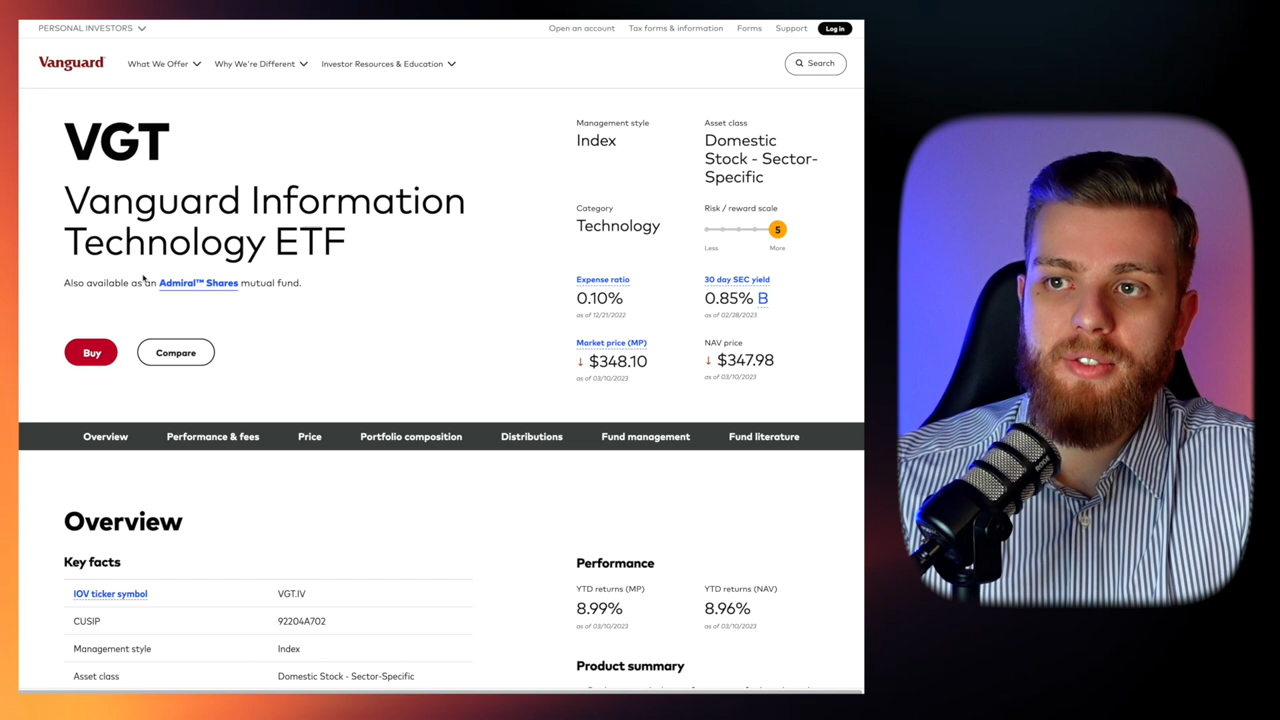 PERSONAL INVESTORS
Open an account
Tax forms & information
Forms
Support
Log in
Vanguard
What We Offer
Why We're Different
Investor Resources & Education
Search
VGT
Vanguard Information
Technology ETF
Also available as an Admiral™ Shares mutual fund.
Buy
Compare
Management style
Index
Asset class
Domestic
Stock - Sector-
Specific
Category
Technology
Risk / reward scale
5
Less
More
Expense ratio
0.10%
as of 12/21/2022
30 day SEC yield
0.85% B
as of 02/28/2023
Market price (MP)
↓ $348.10
as of 03/10/2023
NAV price
↓ $347.98
as of 03/10/2023
Overview
Performance & fees
Price
Portfolio composition
Distributions
Fund management
Fund literature
Overview
Key facts
IOV ticker symbol
VGT.IV
CUSIP
92204A702
Management style
Index
Asset class
Domestic Stock - Sector-Specific
Performance
YTD returns (MP)
8.99%
as of 03/10/2023
YTD returns (NAV)
8.96%
as of 03/10/2023
Product summary